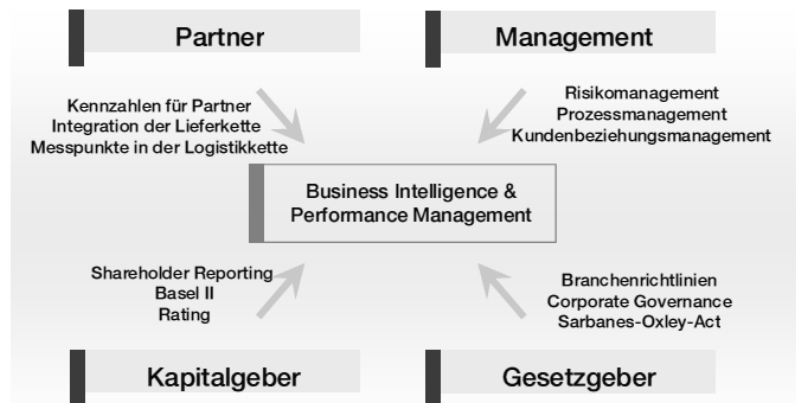 Partner
Management
Kennzahlen für Partner
Integration der Lieferkette
Messpunkte in der Logistikkette
Risikomanagement
Prozessmanagement
Kundenbeziehungsmanagement
Business Intelligence &
Performance Management
Shareholder Reporting
Basel II
Rating
Branchenrichtlinien
Corporate Governance
Sarbanes-Oxley-Act
Kapitalgeber
Gesetzgeber